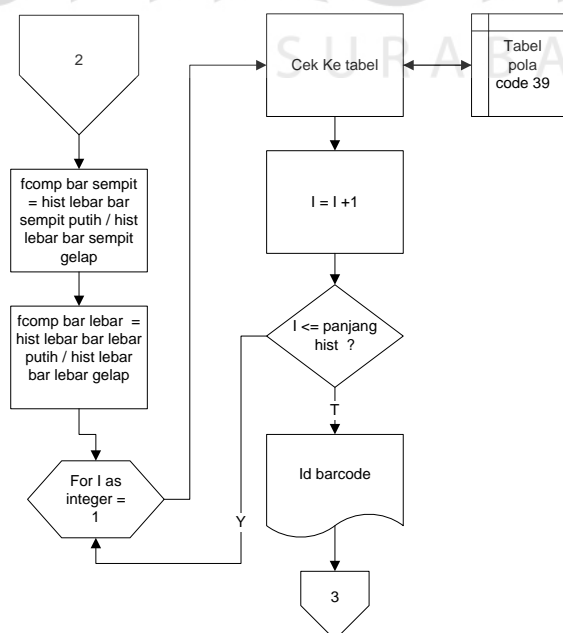 2
fcomp bar sempit
= hist lebar bar
sempit putih / hist
lebar bar sempit
gelap
fcomp bar lebar =
hist lebar bar lebar
putih / hist lebar
bar lebar gelap
For I as
integer =
1
Cek Ke tabel
Tabel
pola
code 39
I = I +1
I <= panjang
hist ?
Y
T
Id barcode
3
SURABA